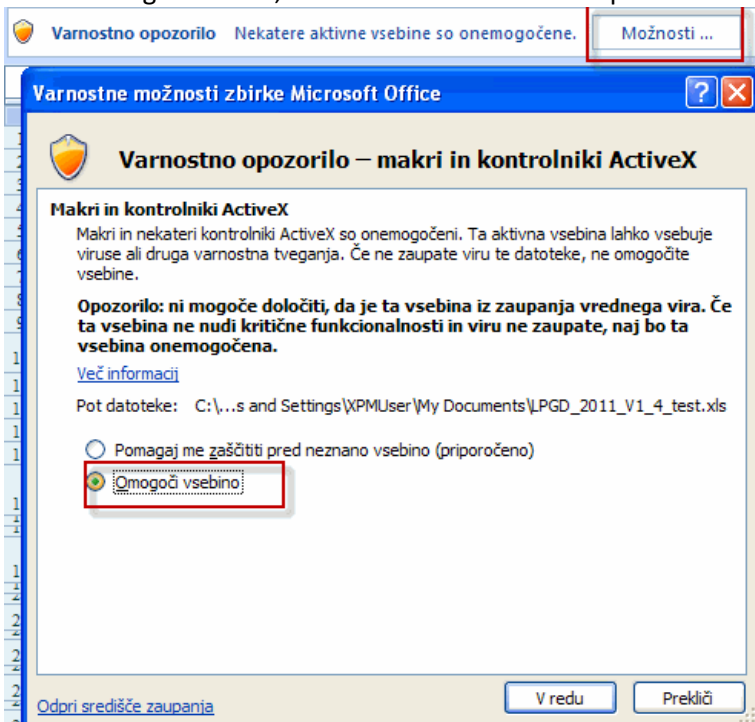 Varnostno opozorilo Nekatere aktivne vsebine so onemogočene. Možnosti ...
Varnostne možnosti zbirke Microsoft Office
Varnostno opozorilo – makri in kontrolniki ActiveX
Makri in kontrolniki ActiveX
Makri in nekateri kontrolniki ActiveX so onemogočeni. Ta aktivna vsebina lahko vsebuje
viruse ali druga varnostna tveganja. Če ne zaupate viru te datoteke, ne omogočite
vsebine.
Opozorilo: ni mogoče določiti, da je ta vsebina iz zaupanja vrednega vira. Če
ta vsebina ne nudi kritične funkcionalnosti in viru ne zaupate, naj bo ta
vsebina onemogočena.
Več informacij
Pot datoteke: C:\...s and Settings\XPMUser\My Documents\LPGD_2011_V1_4_test.xls
Pomagaj me zaščititi pred neznano vsebino (priporočeno)
Omogoči vsebino
Odpri središče zaupanja V redu Prekliči